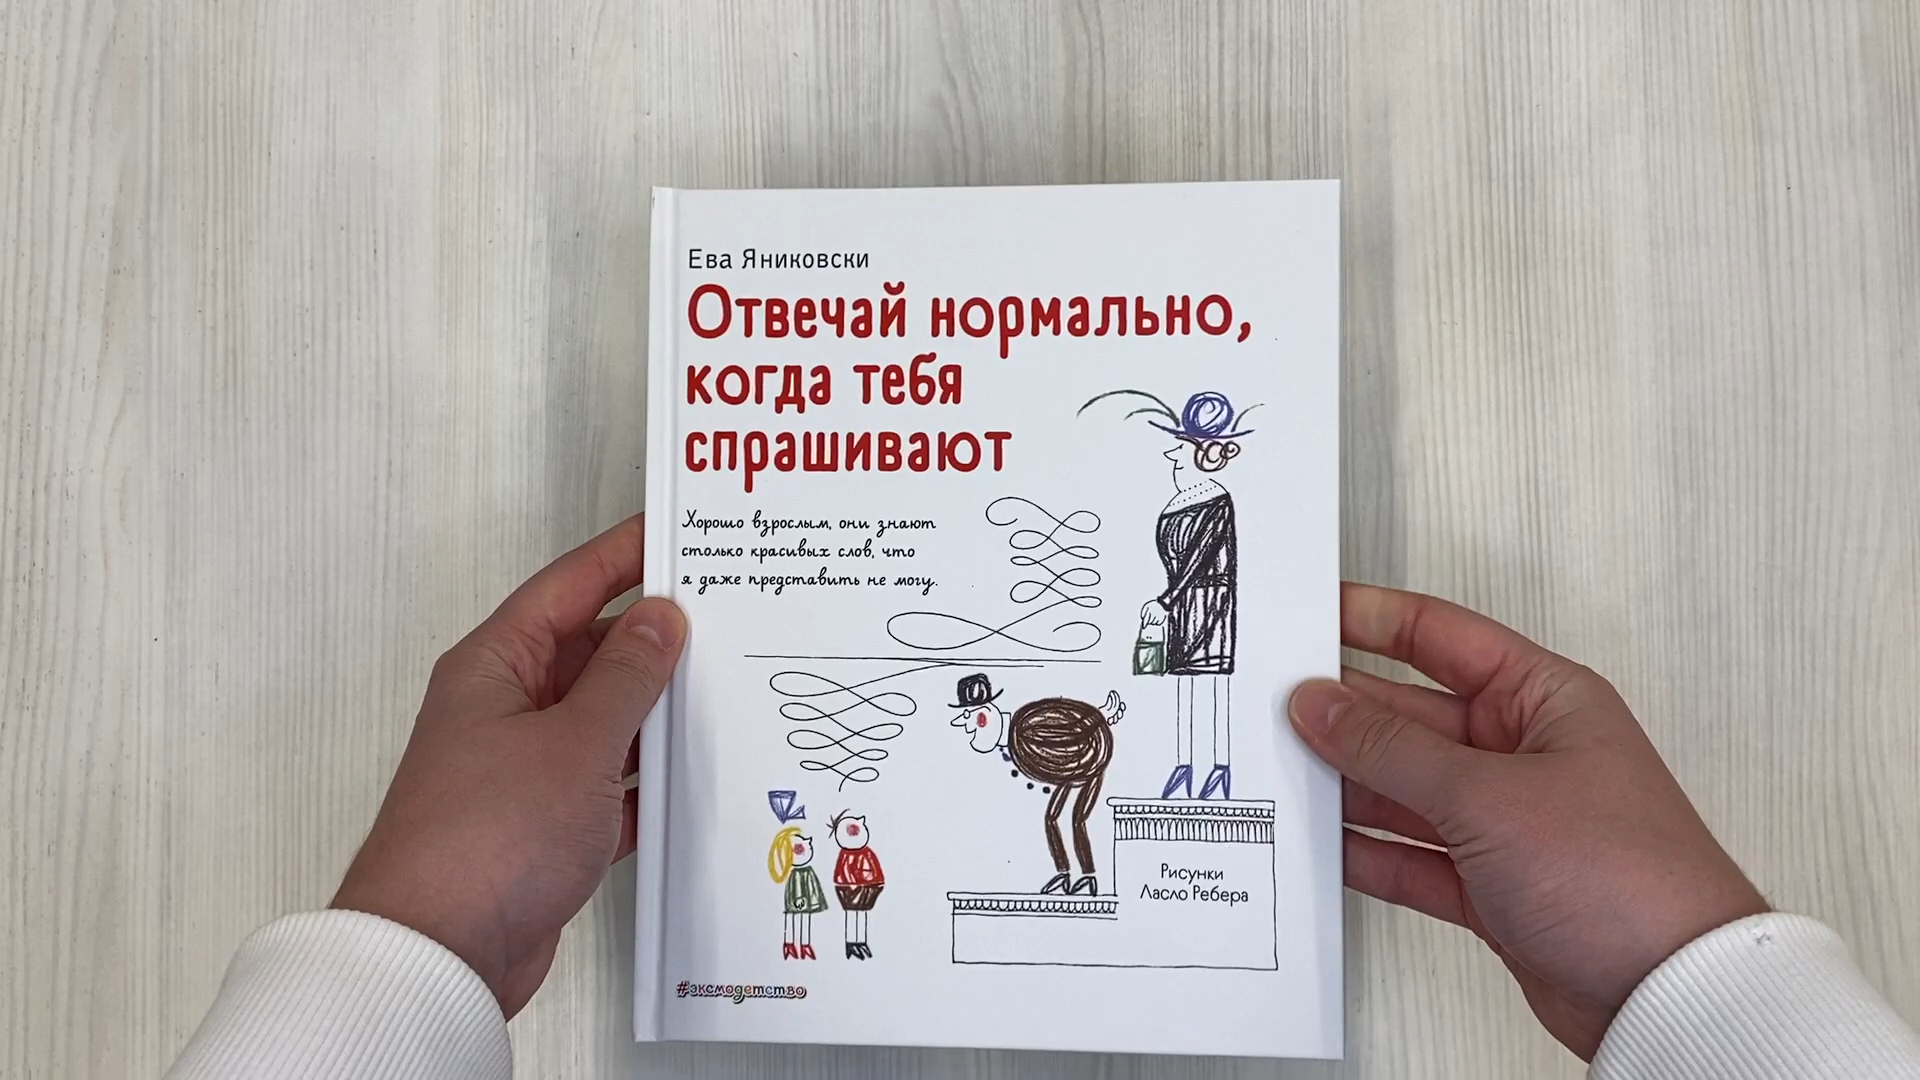 Ева Яниковски
Отвечай нормально,
когда тебя
спрашивают
Хорошо взрослым, они знают
столько красивых слов, что
я даже представить не могу.
Рисунки
Ласло Ребера
#эксмодетство